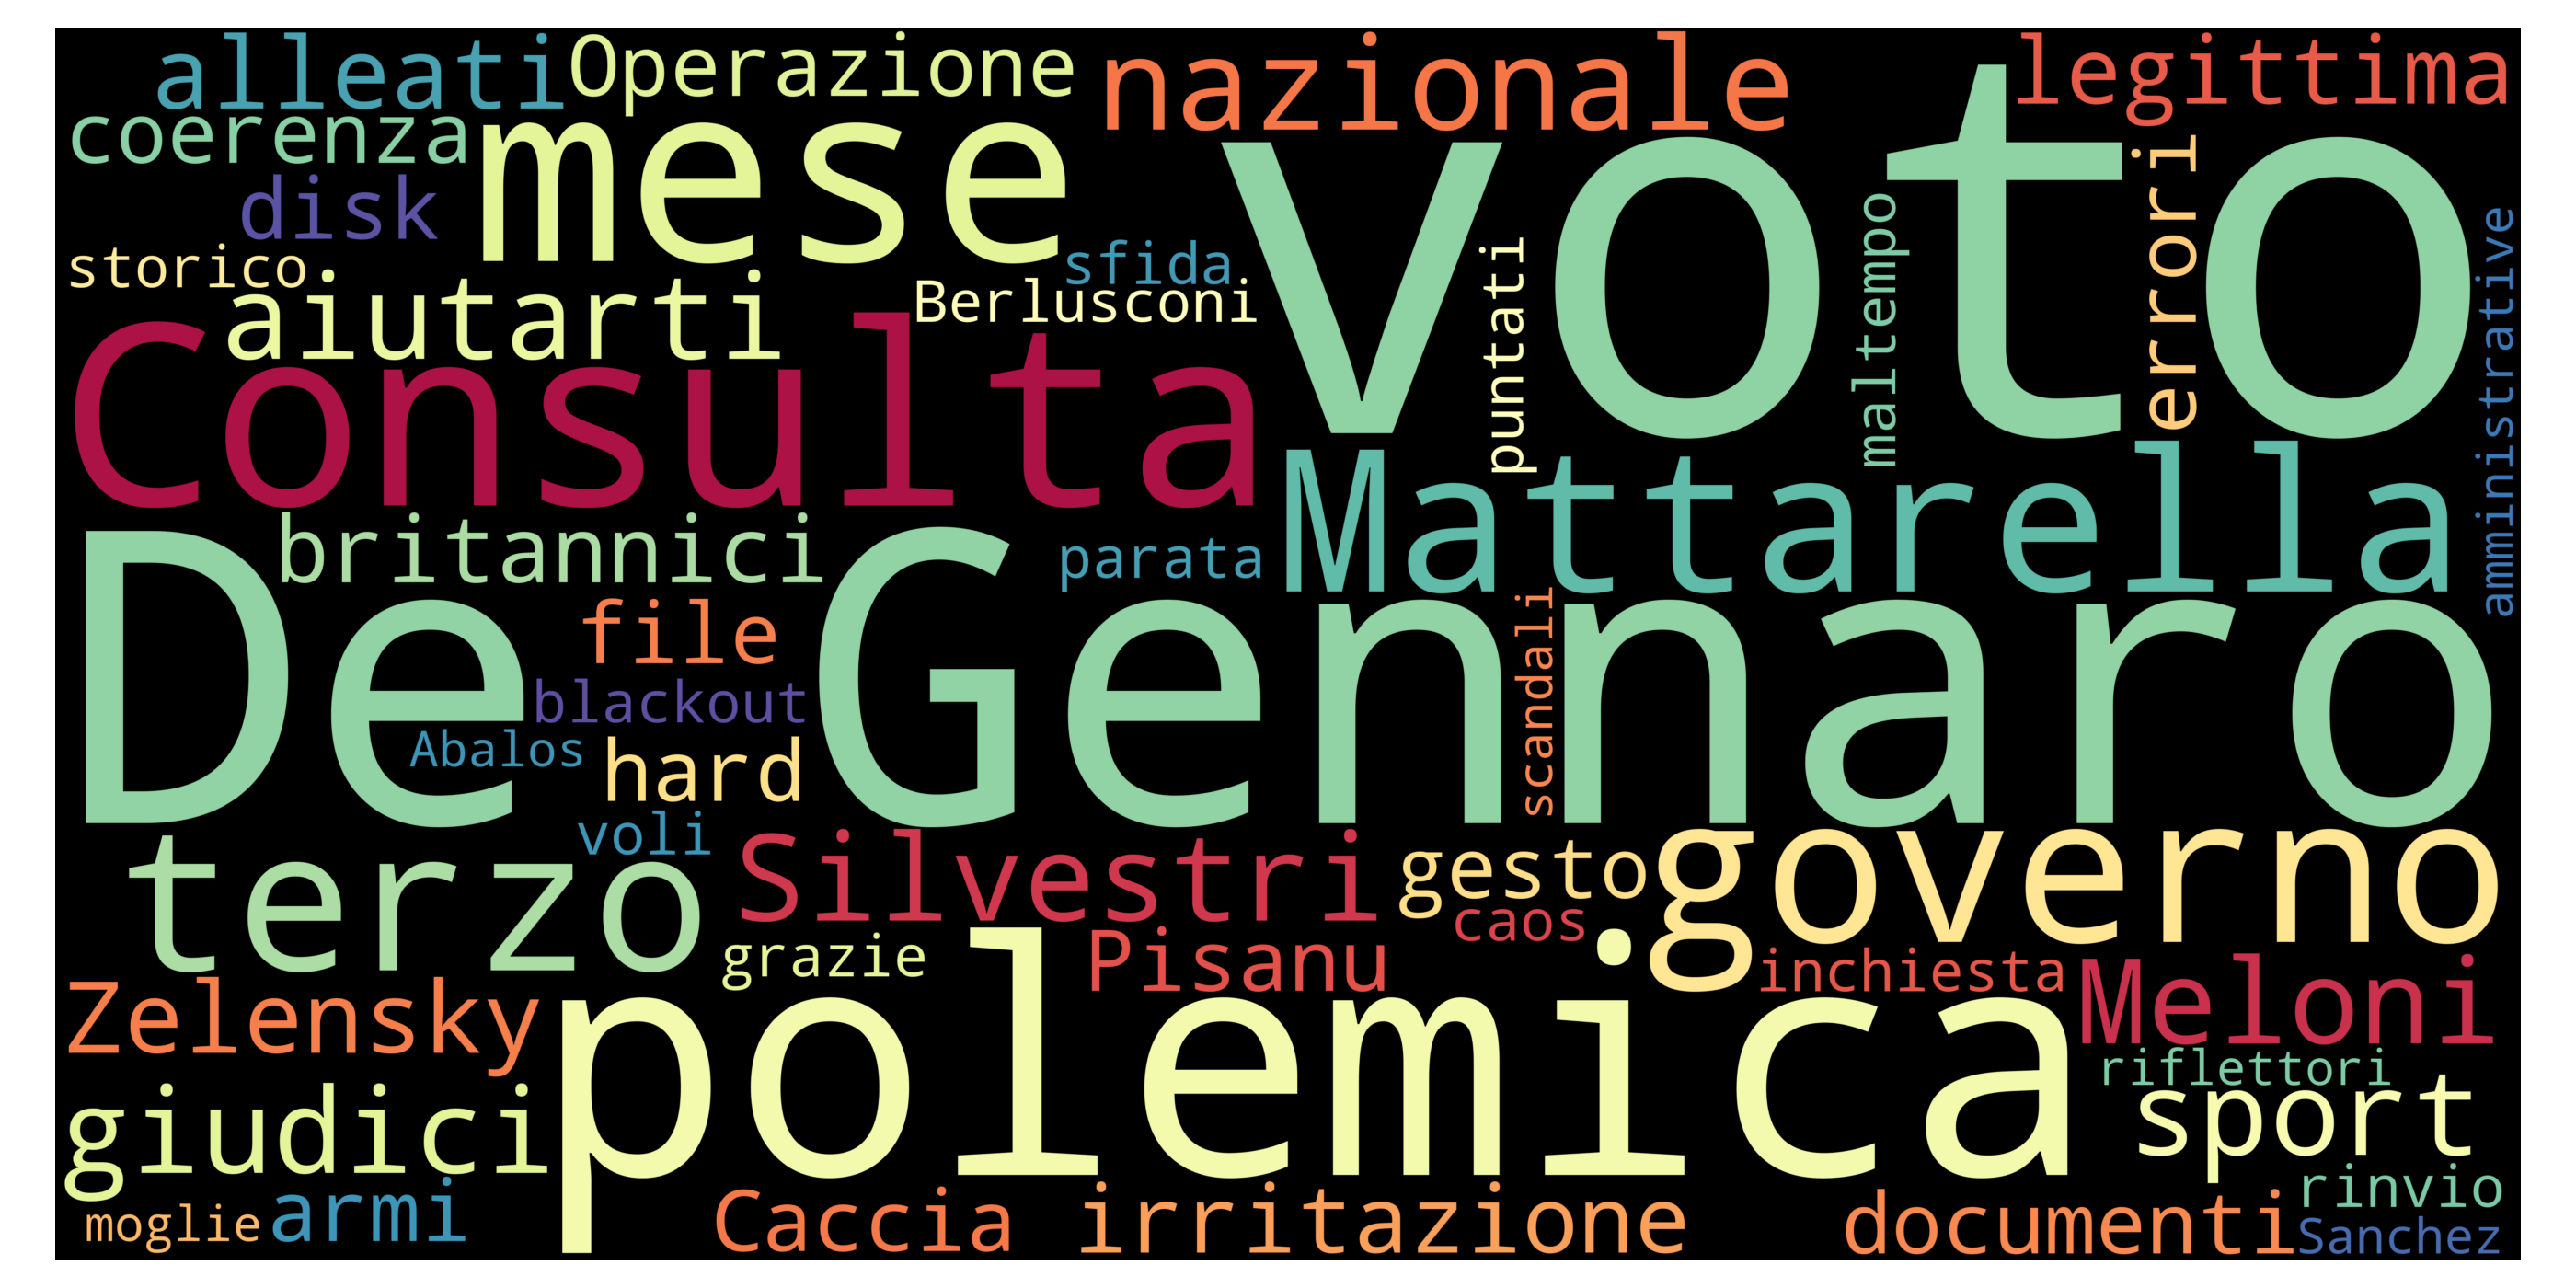 alleati
Operazione
nazionale
legittima
coerenza
mese
voto
errori
disk
storico
aiutarti
sfida
Berlusconi
puntati
maltempo
amministrative
Consulta
Mattarella
britannici
parata
De Gennaro
file
blackout
Abalos
hard
scandali
voli
terzo
Silvestri
gesto
governo
caos
grazie
Pisanu
inchiesta
Meloni
Zelensky
polemica
riflettori
giudici
sport
moglie
armi
Caccia
irritazione
documenti
rinvio
Sanchez